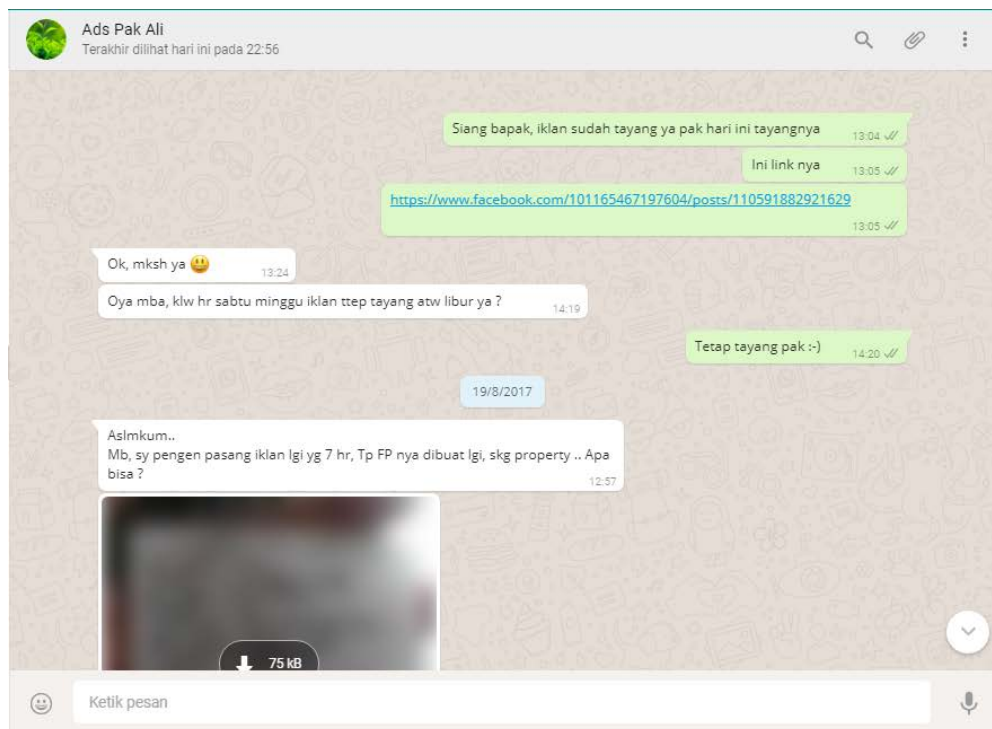 Ads Pak Ali
Terakhir dilihat hari ini pada 22:56
Siang bapak, iklan sudah tayang ya pak hari ini tayangnya
13:04
Ini link nya
13:05
https://www.facebook.com/101165467197604/posts/110591882921629
13:05
Ok, mksh ya 😃
13:24
Oya mba, klw hr sabtu minggu iklan ttep tayang atw libur ya ?
14:19
Tetap tayang pak :-)
14:20
19/8/2017
Aslmkum..
Mb, sy pengen pasang iklan lgi yg 7 hr, Tp FP nya dibuat lgi, skg property .. Apa
bisa ?
12:57
75 kB
Ketik pesan